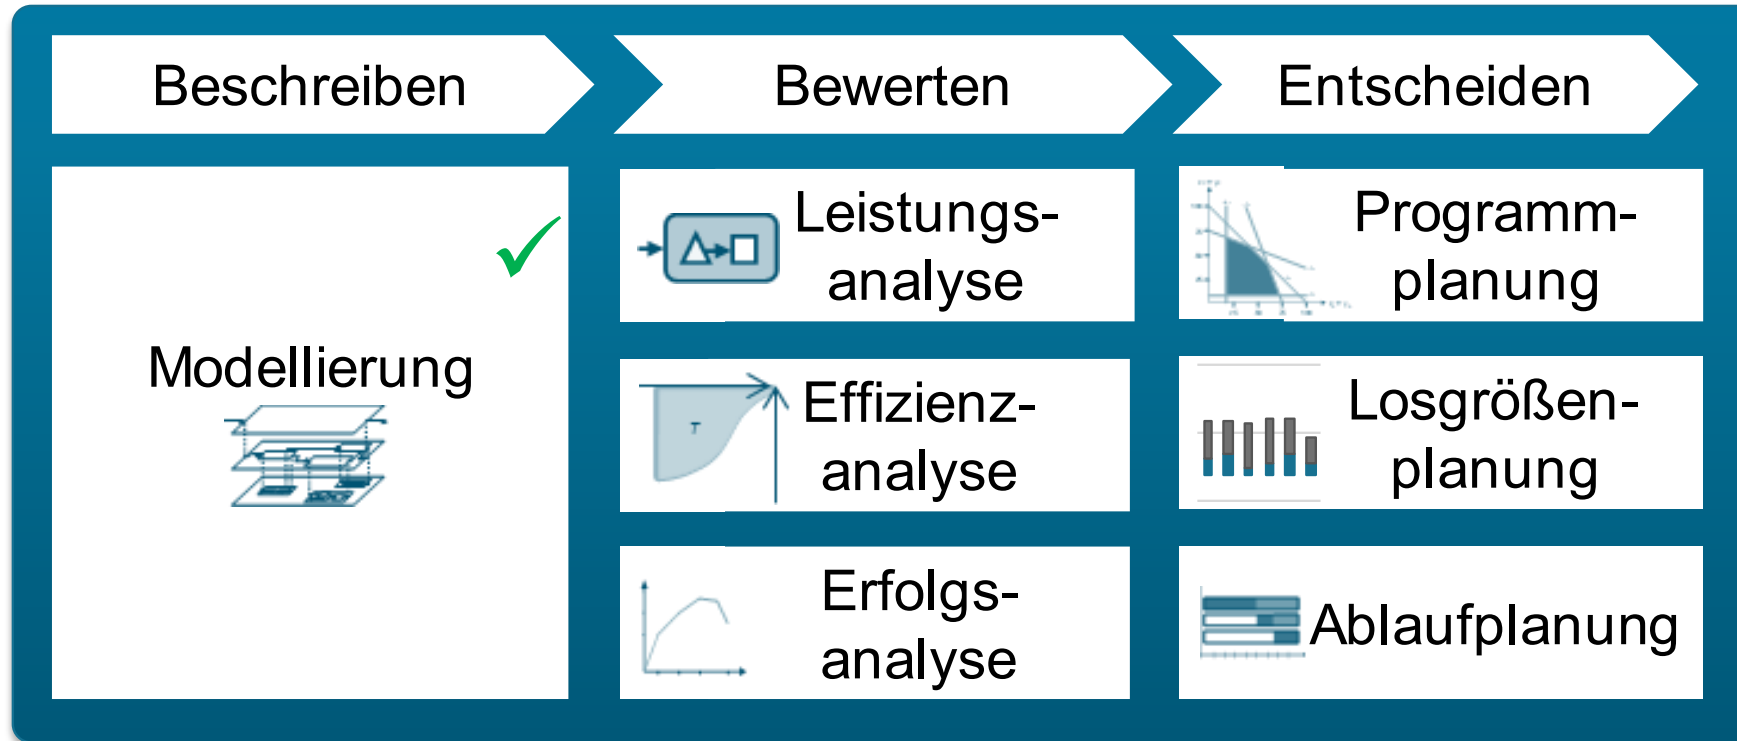 Beschreiben
Bewerten
Entscheiden
Modellierung
Leistungs-
analyse
T
Effizienz-
analyse
Erfolgs-
analyse
Programm-
planung
Losgrößen-
planung
Ablaufplanung